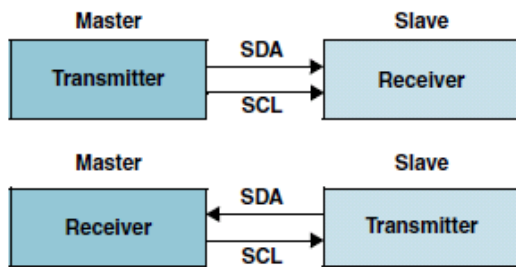 Master Slave
SDA
Transmitter Receiver
SCL
Master Slave
SDA
Receiver Transmitter
SCL